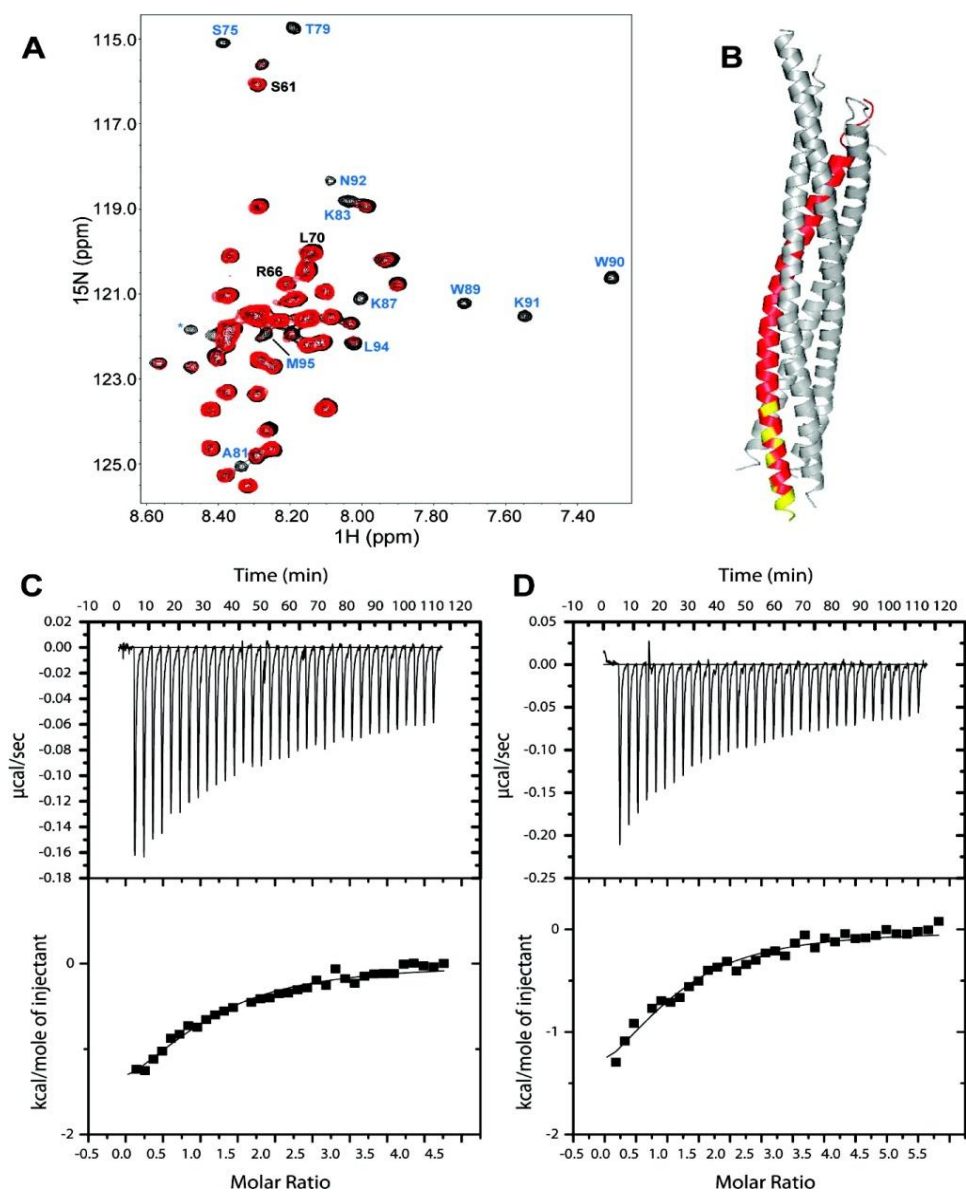 A
B
S75
T79
S61
N92
K83
L70
R66
K87
W89
W90
K91
*
M95
L94
A81
115.0
117.0
119.0
121.0
123.0
125.0
15N (ppm)
8.60 8.40 8.20 8.00 7.80 7.60 7.40
1H (ppm)
C
Time (min)
-10 0 10 20 30 40 50 60 70 80 90 100 110 120
0.02
0.00
-0.02
-0.04
-0.06
-0.08
-0.10
-0.12
-0.14
-0.16
-0.18
µcal/sec
0
-2
kcal/mole of injectant
-0.5 0.0 0.5 1.0 1.5 2.0 2.5 3.0 3.5 4.0 4.5
Molar Ratio
D
Time (min)
-10 0 10 20 30 40 50 60 70 80 90 100 110 120
0.05
0.00
-0.05
-0.10
-0.15
-0.20
-0.25
µcal/sec
0
-1
-2
kcal/mole of injectant
-0.5 0.0 0.5 1.0 1.5 2.0 2.5 3.0 3.5 4.0 4.5 5.0 5.5
Molar Ratio